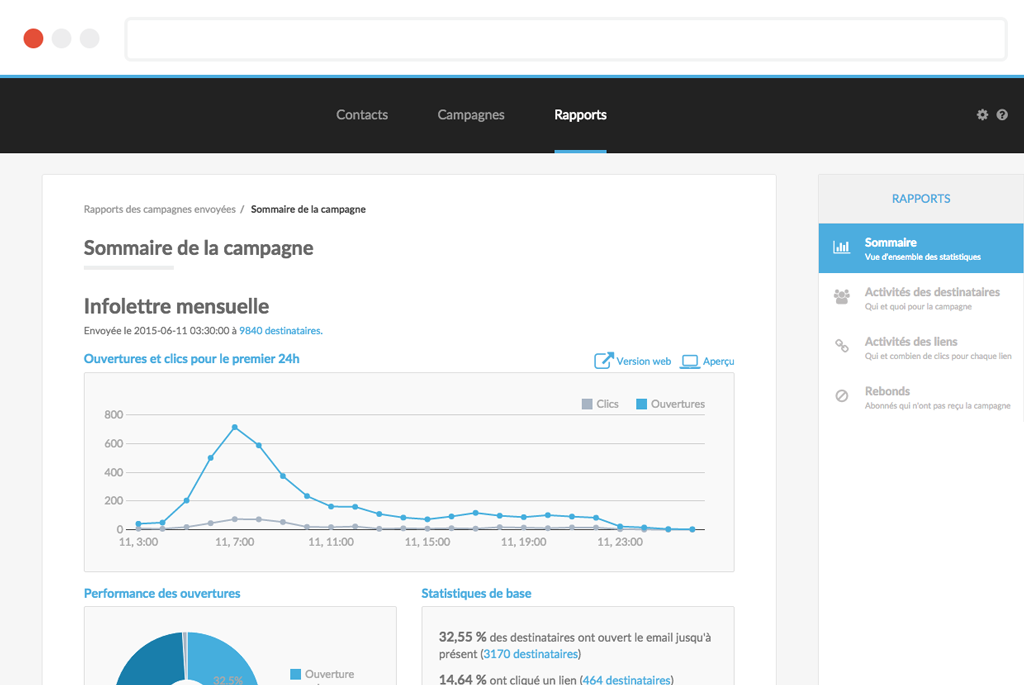 Contacts Campagnes Rapports
Rapports des campagnes envoyées / Sommaire de la campagne
Sommaire de la campagne
Infolettre mensuelle
Envoyée le 2015-06-11 03:30:00 à 9840 destinataires.
Ouvertures et clics pour le premier 24h
Version web Aperçu
Clics Ouvertures
800
600
400
200
0
11, 3:00 11, 7:00 11, 11:00 11, 15:00 11, 19:00 11, 23:00
Performance des ouvertures
32.5%
Ouverture
Statistiques de base
32,55 % des destinataires ont ouvert le email jusqu'à
présent (3170 destinataires)
14,64 % ont cliqué un lien (464 destinataires)
RAPPORTS
Sommaire
Vue d'ensemble des statistiques
Activités des destinataires
Qui et quoi pour la campagne
Activités des liens
Qui et combien de clics pour chaque lien
Rebonds
Abonnés qui n'ont pas reçu la campagne